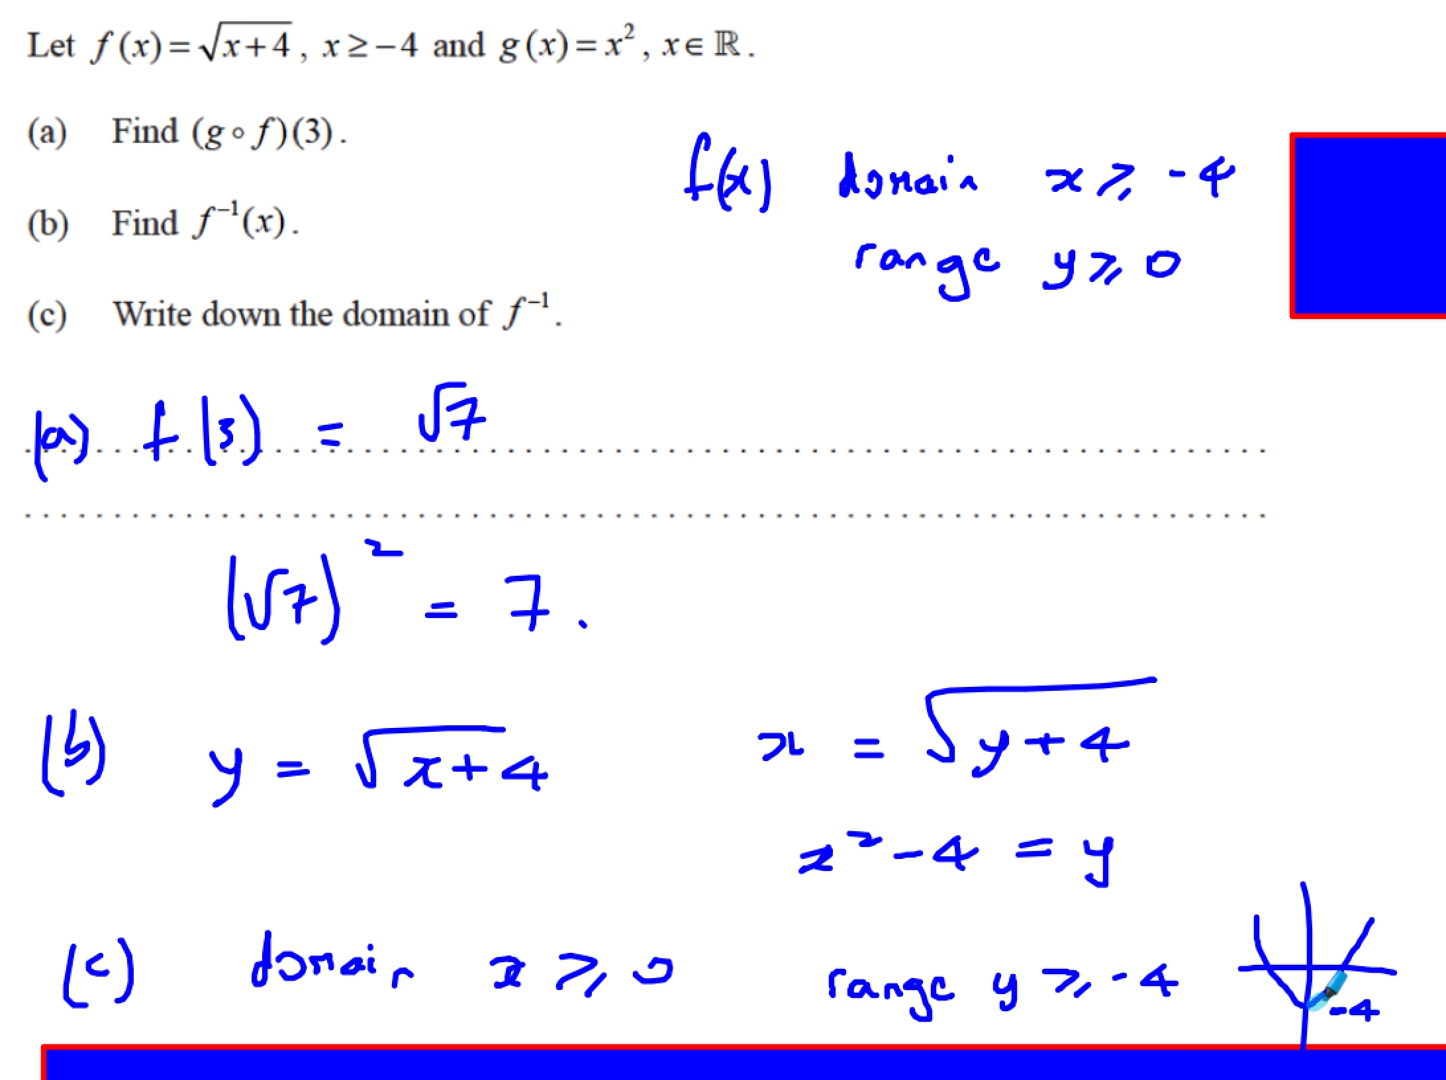 Let f(x)=√(x+4), x≥−4 and g(x)=x², x∈ℝ.
(a) Find (g∘f)(3).
(b) Find f⁻¹(x).
(c) Write down the domain of f⁻¹.
f(x) domain x ≥ -4
range y ≥ 0
(a) f(3) = √7
(√7)² = 7.
(b) y = √(x+4)
x = √(y+4)
x² - 4 = y
(c) domain x ≥ 0
range y ≥ -4
-4